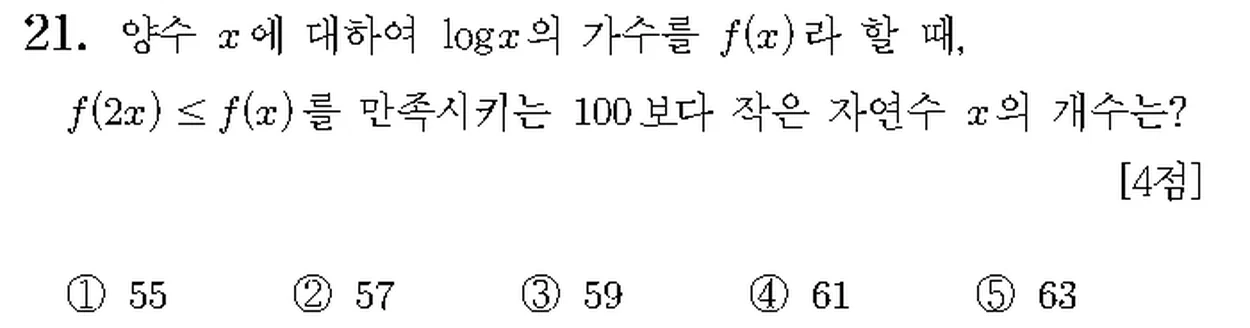 21. 양수 x에 대하여 logx의 가수를 f(x)라 할 때,
f(2x) ≤ f(x)를 만족시키는 100보다 작은 자연수 x의 개수는?
[4점]
① 55 ② 57 ③ 59 ④ 61 ⑤ 63